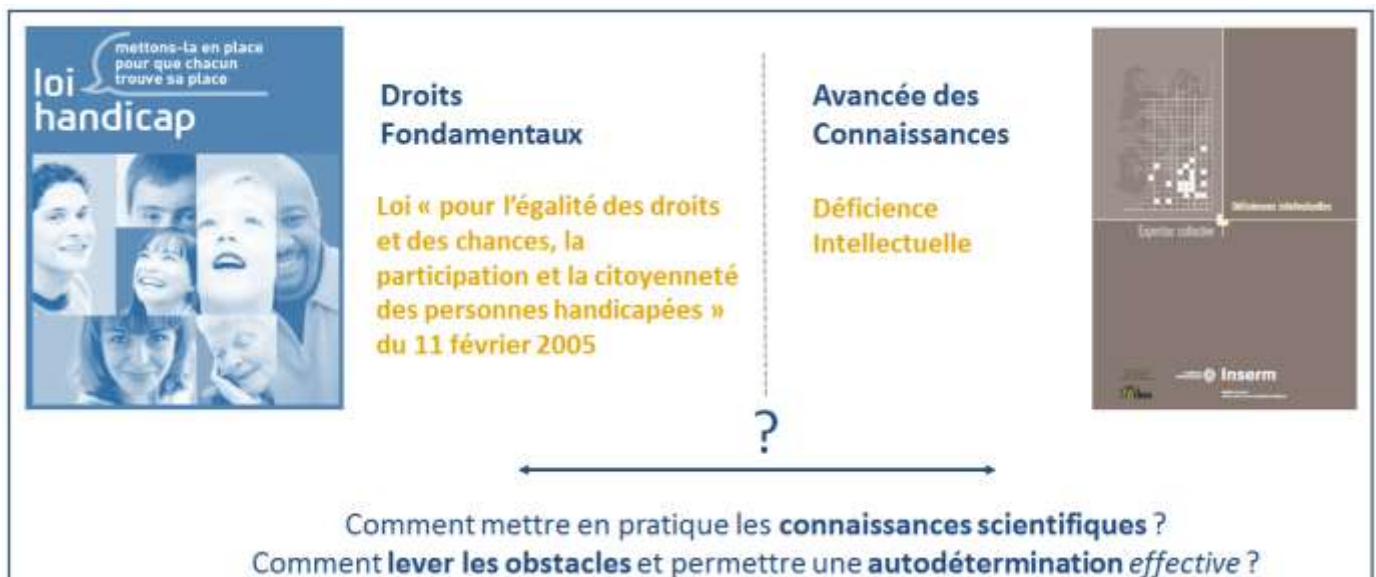 mettons-la en place
pour que chacun
trouve sa place
loi
handicap
Droits
Fondamentaux
Loi « pour l'égalité des droits
et des chances, la
participation et la citoyenneté
des personnes handicapées »
du 11 février 2005
Avancée des
Connaissances
Déficience
Intellectuelle
Déficiences intellectuelles
Expertise collective
Inserm
?
Comment mettre en pratique les connaissances scientifiques ?
Comment lever les obstacles et permettre une autodétermination effective ?